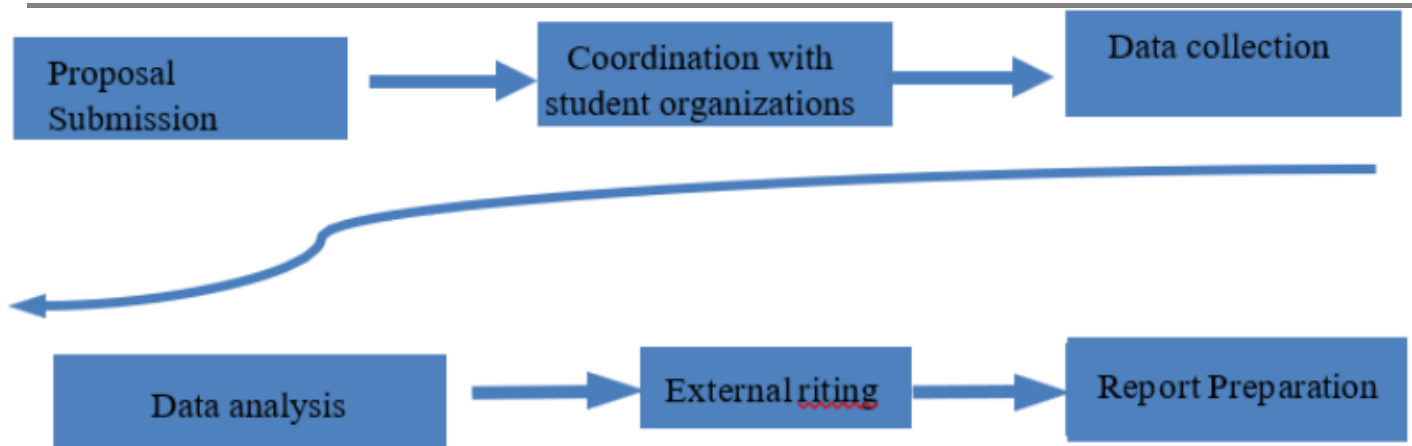 Proposal
Submission
Coordination with
student organizations
Data collection
Data analysis
External riting
Report Preparation